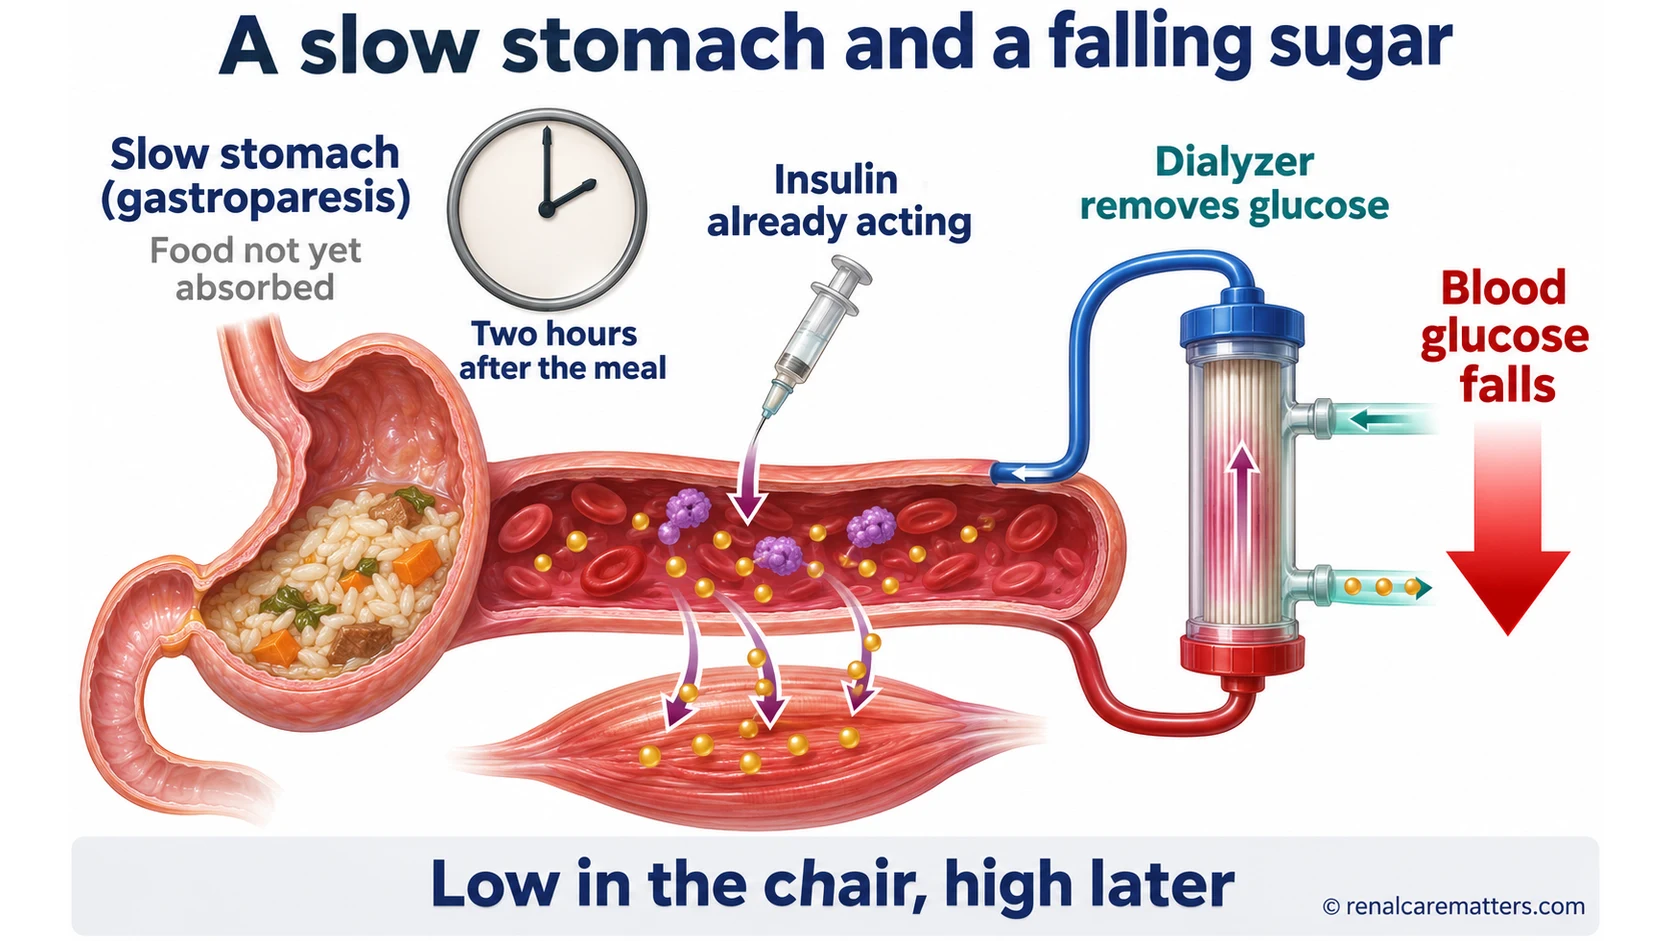 A slow stomach and a falling sugar
Slow stomach
(gastroparesis)
Food not yet
absorbed
Two hours
after the meal
Insulin
already acting
Dialyzer
removes glucose
Blood
glucose
falls
Low in the chair, high later
© renalcarematters.com